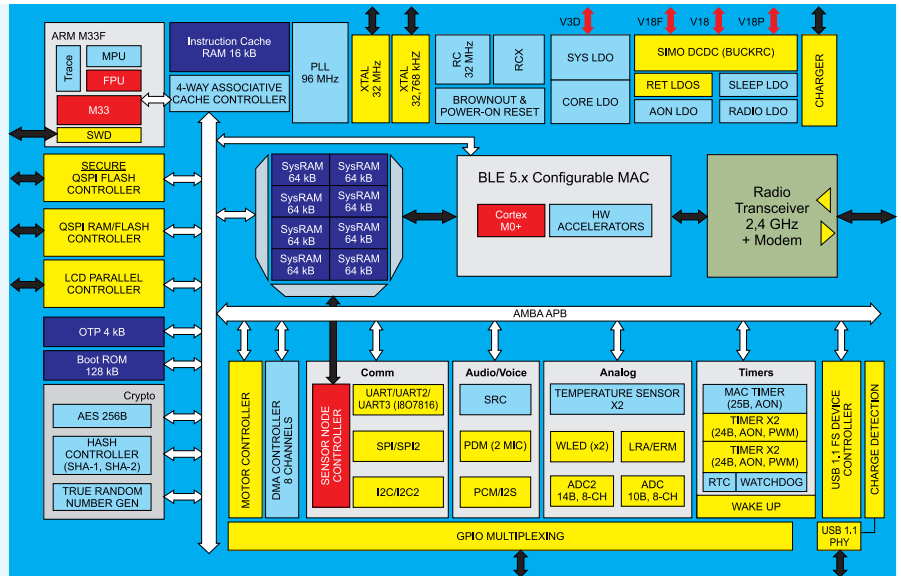 V3D
V18F
V18
V18P
ARM M33F
Trace
MPU
FPU
M33
SWD
Instruction Cache
RAM 16 kB
4-WAY ASSOCIATIVE
CACHE CONTROLLER
PLL
96 MHz
XTAL
32 MHz
XTAL
32,768 kHZ
RC
32 MHz
RCX
BROWNOUT &
POWER-ON RESET
SYS LDO
CORE LDO
SIMO DCDC (BUCKRC)
RET LDOS
SLEEP LDO
AON LDO
RADIO LDO
CHARGER
SECURE
QSPI FLASH
CONTROLLER
QSPI RAM/FLASH
CONTROLLER
LCD PARALLEL
CONTROLLER
OTP 4 kB
Boot ROM
128 kB
Crypto
AES 256B
HASH
CONTROLLER
(SHA-1, SHA-2)
TRUE RANDOM
NUMBER GEN
SysRAM
64 kB
SysRAM
64 kB
SysRAM
64 kB
SysRAM
64 kB
SysRAM
64 kB
SysRAM
64 kB
SysRAM
64 kB
SysRAM
64 kB
BLE 5.x Configurable MAC
Cortex
M0+
HW
ACCELERATORS
Radio
Transceiver
2,4 GHz
+ Modem
AMBA APB
MOTOR CONTROLLER
DMA CONTROLLER
8 CHANNELS
Comm
SENSOR NODE
CONTROLLER
UART/UART2/
UART3 (I8O7816)
SPI/SPI2
I2C/I2C2
Audio/Voice
SRC
PDM (2 MIC)
PCM/I2S
Analog
TEMPERATURE SENSOR
X2
WLED (x2)
LRA/ERM
ADC2
14B, 8-CH
ADC
10B, 8-CH
Timers
MAC TIMER
(25B, AON)
TIMER X2
(24B, AON, PWM)
TIMER X2
(24B, AON, PWM)
RTC
WATCHDOG
WAKE UP
USB 1.1 FS DEVICE
CONTROLLER
CHARGE DETECTION
GPIO MULTIPLEXING
USB 1.1
PHY